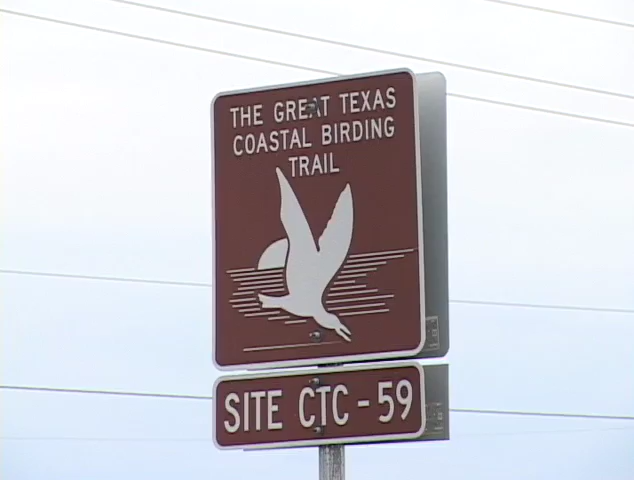 THE GREAT TEXAS
COASTAL BIRDING
TRAIL
SITE CTC - 59